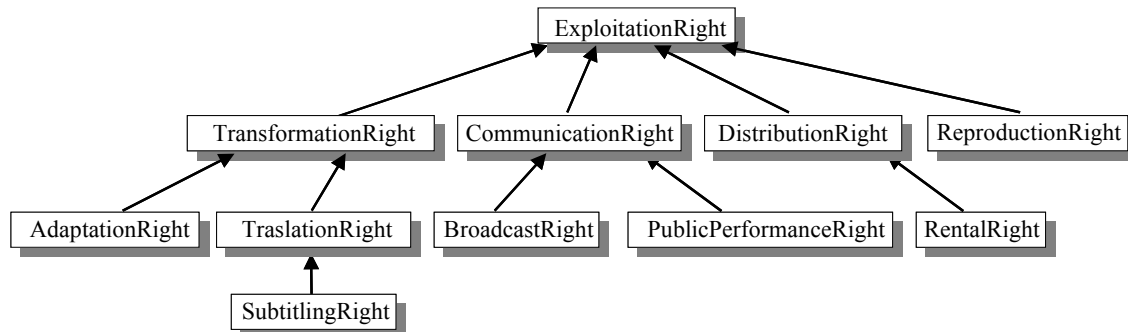 ExploitationRight
TransformationRight
CommunicationRight
DistributionRight
ReproductionRight
AdaptationRight
TraslationRight
BroadcastRight
PublicPerformanceRight
RentalRight
SubtitlingRight